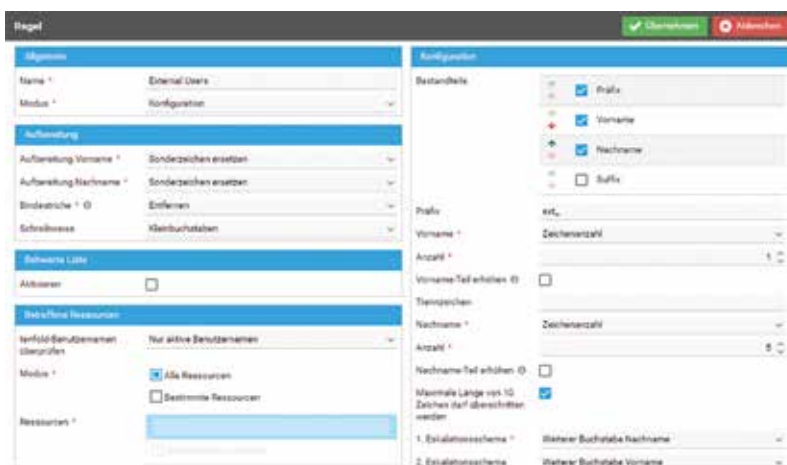 Regel
Übernehmen
Abbrechen
Allgemein
Name * External Users
Modus * Konfiguration
Aufbereitung
Aufbereitung Vorname * Sonderzeichen ersetzen
Aufbereitung Nachname * Sonderzeichen ersetzen
Bindestriche * Entfernen
Schreibweise Kleinbuchstaben
Liste
Aktivieren
Betroffene Ressourcen
tenfold-Benutzernamen Nur aktive Benutzernamen
überprüfen
Modus * Alle Ressourcen
Bestimmte Ressourcen
Ressourcen *
Konfiguration
Bestandteile
Präfix
Vorname
Nachname
Suffix
Präfix ext_
Vorname * Zeichenanzahl
Anzahl * 1
Vorname-Teil erhöhen
Trennzeichen
Nachname * Zeichenanzahl
Anzahl *
Nachname-Teil erhöhen
Maximale Länge von 10
Zeichen darf überschritten
werden
1. Eskalationsschema * Weiterer Buchstabe Nachname
2. Eskalationsschema Weiterer Buchstabe Vorname